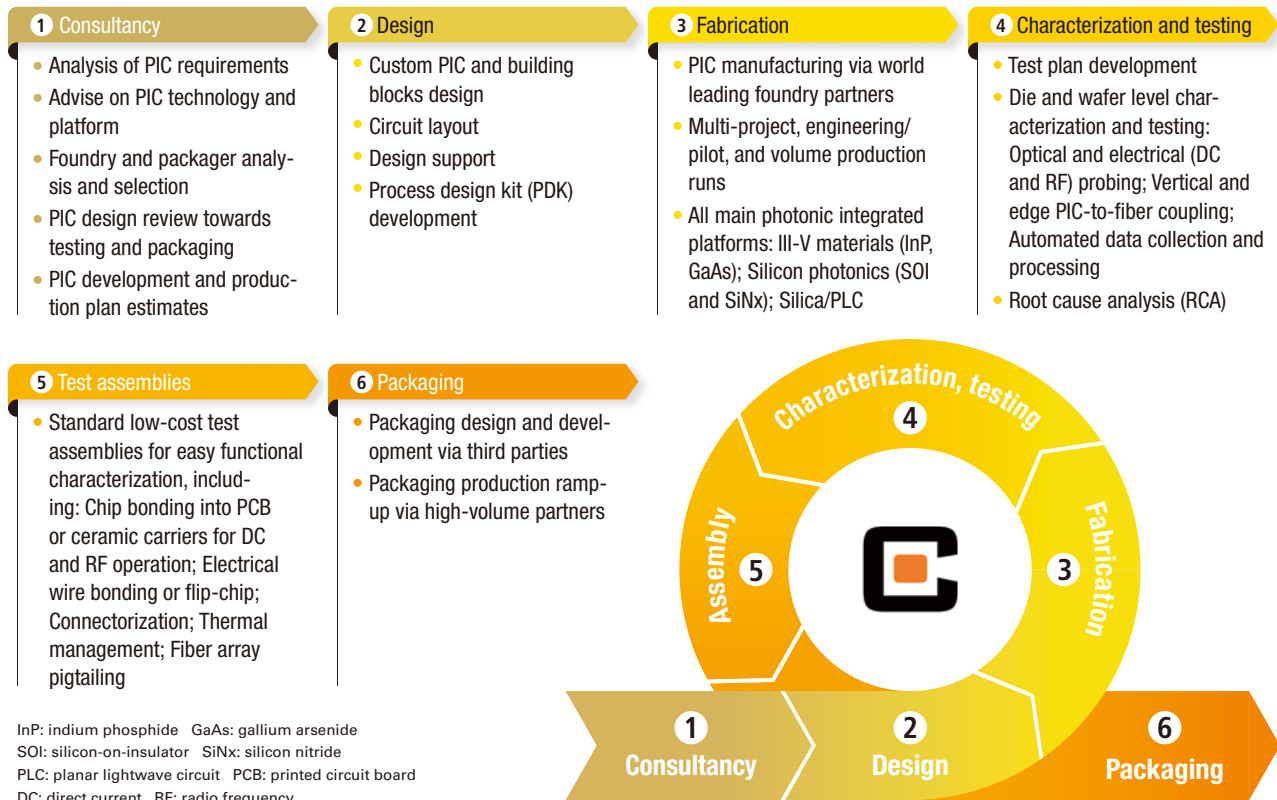 1 Consultancy
• Analysis of PIC requirements
• Advise on PIC technology and
platform
• Foundry and packager analy-
sis and selection
• PIC design review towards
testing and packaging
• PIC development and produc-
tion plan estimates
2 Design
• Custom PIC and building
blocks design
• Circuit layout
• Design support
• Process design kit (PDK)
development
3 Fabrication
• PIC manufacturing via world
leading foundry partners
• Multi-project, engineering/
pilot, and volume production
runs
• All main photonic integrated
platforms: III-V materials (InP,
GaAs); Silicon photonics (SOI
and SiNx); Silica/PLC
4 Characterization and testing
• Test plan development
• Die and wafer level char-
acterization and testing:
Optical and electrical (DC
and RF) probing; Vertical and
edge PIC-to-fiber coupling;
Automated data collection and
processing
• Root cause analysis (RCA)
5 Test assemblies
• Standard low-cost test
assemblies for easy functional
characterization, includ-
ing: Chip bonding into PCB
or ceramic carriers for DC
and RF operation; Electrical
wire bonding or flip-chip;
Connectorization; Thermal
management; Fiber array
pigtailing
6 Packaging
• Packaging design and devel-
opment via third parties
• Packaging production ramp-
up via high-volume partners
Characterization, testing
4
Assembly
5
3
Fabrication
1
Consultancy
2
Design
6
Packaging
InP: indium phosphide GaAs: gallium arsenide
SOI: silicon-on-insulator SiNx: silicon nitride
PLC: planar lightwave circuit PCB: printed circuit board
DC: direct current RF: radio frequency